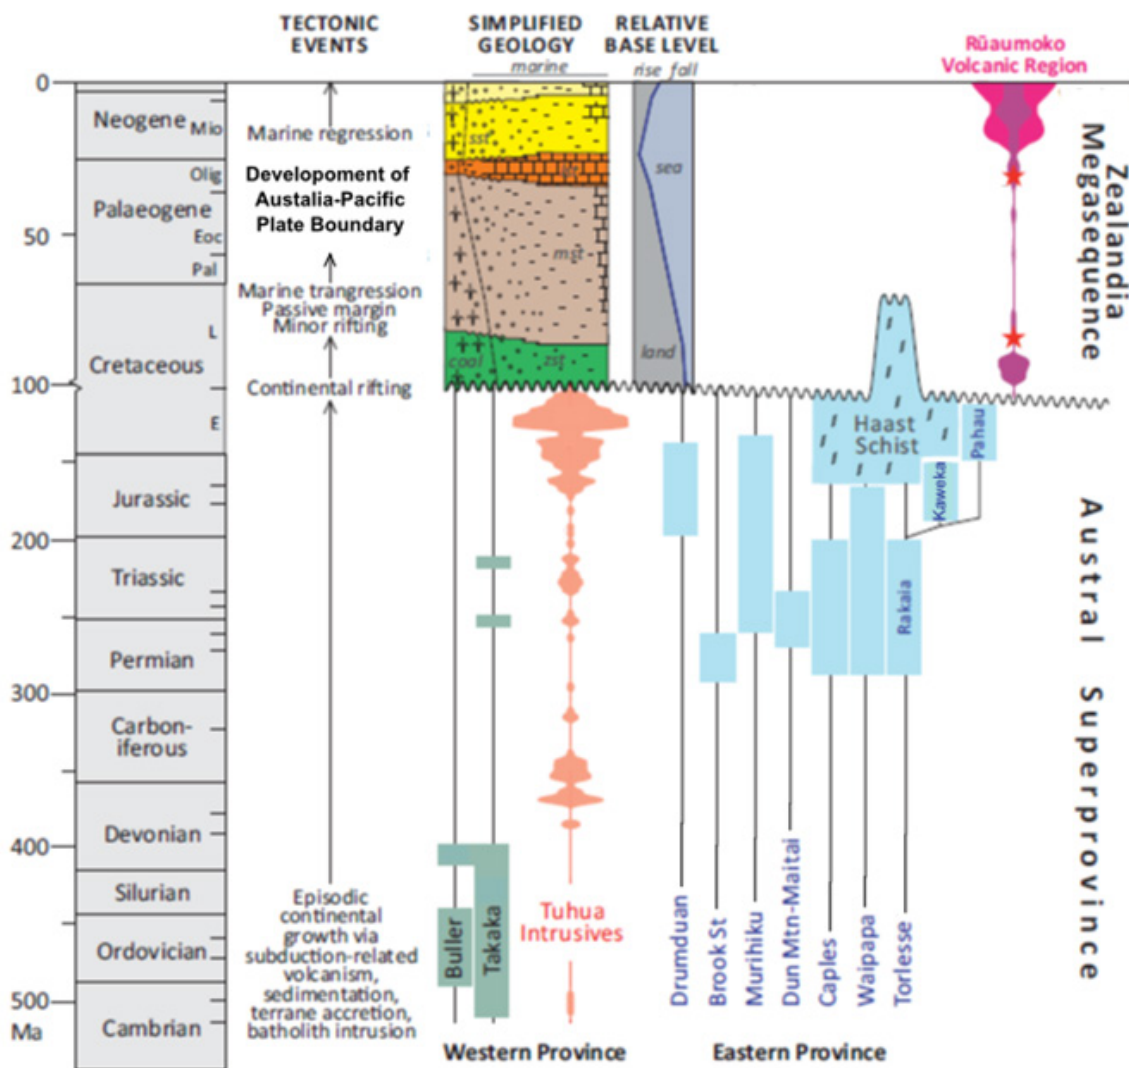 TECTONIC
EVENTS
SIMPLIFIED
GEOLOGY
marine
RELATIVE
BASE LEVEL
rise fall
Rūaumoko
Volcanic Region
0
50
100
200
300
400
500
Ma
Neogene
Mio
Olig
Palaeogene
Eoc
Pal
L
Cretaceous
E
Jurassic
Triassic
Permian
Carbon-
iferous
Devonian
Silurian
Ordovician
Cambrian
Marine regression
Developoment of
Austalia-Pacific
Plate Boundary
Marine trangression
Passive margin
Minor rifting
Continental rifting
Episodic
continental
growth via
subduction-related
volcanism,
sedimentation,
terrane accretion,
batholith intrusion
sst
mst
coal
zst
sea
land
Buller
Takaka
Tuhua
Intrusives
Drumduan
Brook St
Murihiku
Dun Mtn-Maitai
Caples
Waipapa
Torlesse
Haast
Schist
Rakaia
Kaweka
Pahau
Zealandia
Megasequence
Austral Superprovince
Western Province
Eastern Province